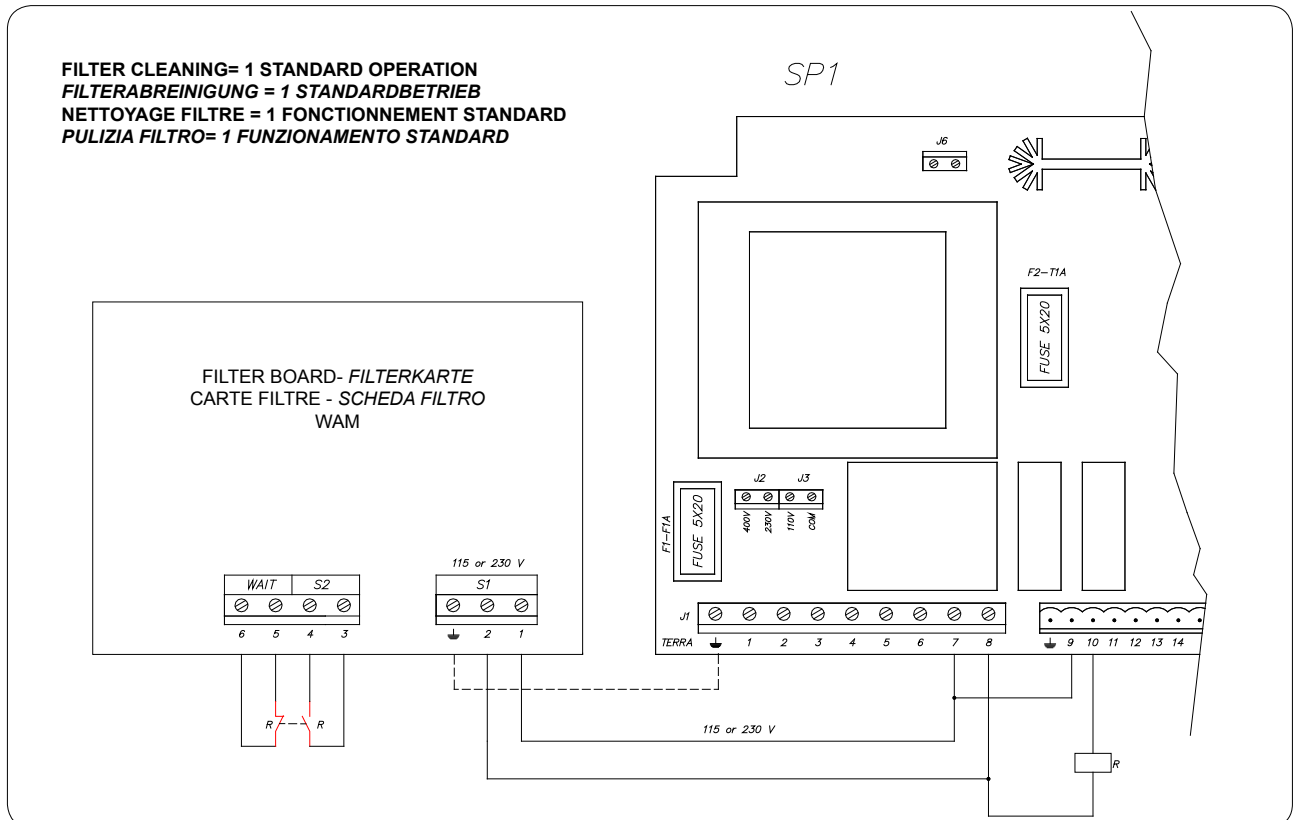 FILTER CLEANING= 1 STANDARD OPERATION
FILTERABREINIGUNG = 1 STANDARDBETRIEB
NETTOYAGE FILTRE = 1 FONCTIONNEMENT STANDARD
PULIZIA FILTRO= 1 FUNZIONAMENTO STANDARD
SP1
J6
F2-T1A
FUSE 5X20
FILTER BOARD- FILTERKARTE
CARTE FILTRE - SCHEDA FILTRO
WAM
J2 J3
400V 230V 110V COM
F1-F1A
FUSE 5X20
115 or 230 V
WAIT S2
S1
6 5 4 3
2 1
J1
TERRA 1 2 3 4 5 6 7 8
9 10 11 12 13 14
R R
115 or 230 V
R